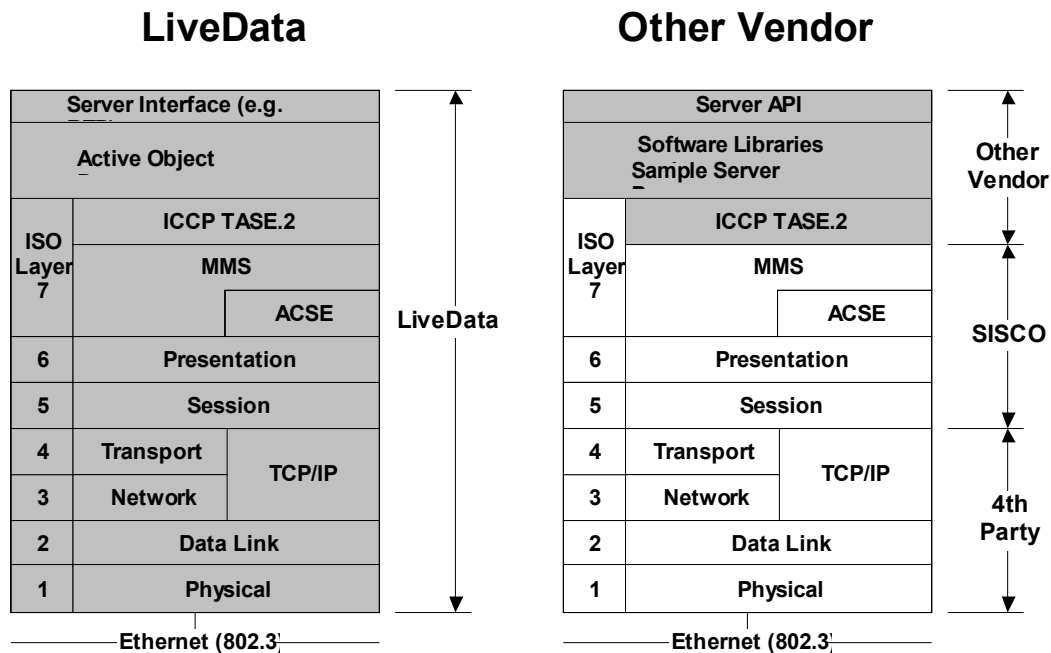 LiveData
Server Interface (e.g.
Active Object
ISO
Layer
7
ICCP TASE.2
MMS
ACSE
6
Presentation
5
Session
4
Transport
TCP/IP
3
Network
2
Data Link
1
Physical
Ethernet (802.3)
LiveData
Other Vendor
Server API
Software Libraries
Sample Server
ISO
Layer
7
ICCP TASE.2
MMS
ACSE
6
Presentation
5
Session
4
Transport
TCP/IP
3
Network
2
Data Link
1
Physical
Ethernet (802.3)
Other
Vendor
SISCO
4th
Party